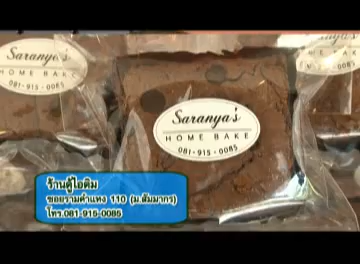 Saranya's
HOME BAKE
081-915-0085
Saranya's
HOME BAKE
081-915-0085
ร้านตู้ไอติม
ซอยรามคำแหง 110 (ม.สัมมากร)
โทร.081-915-0085